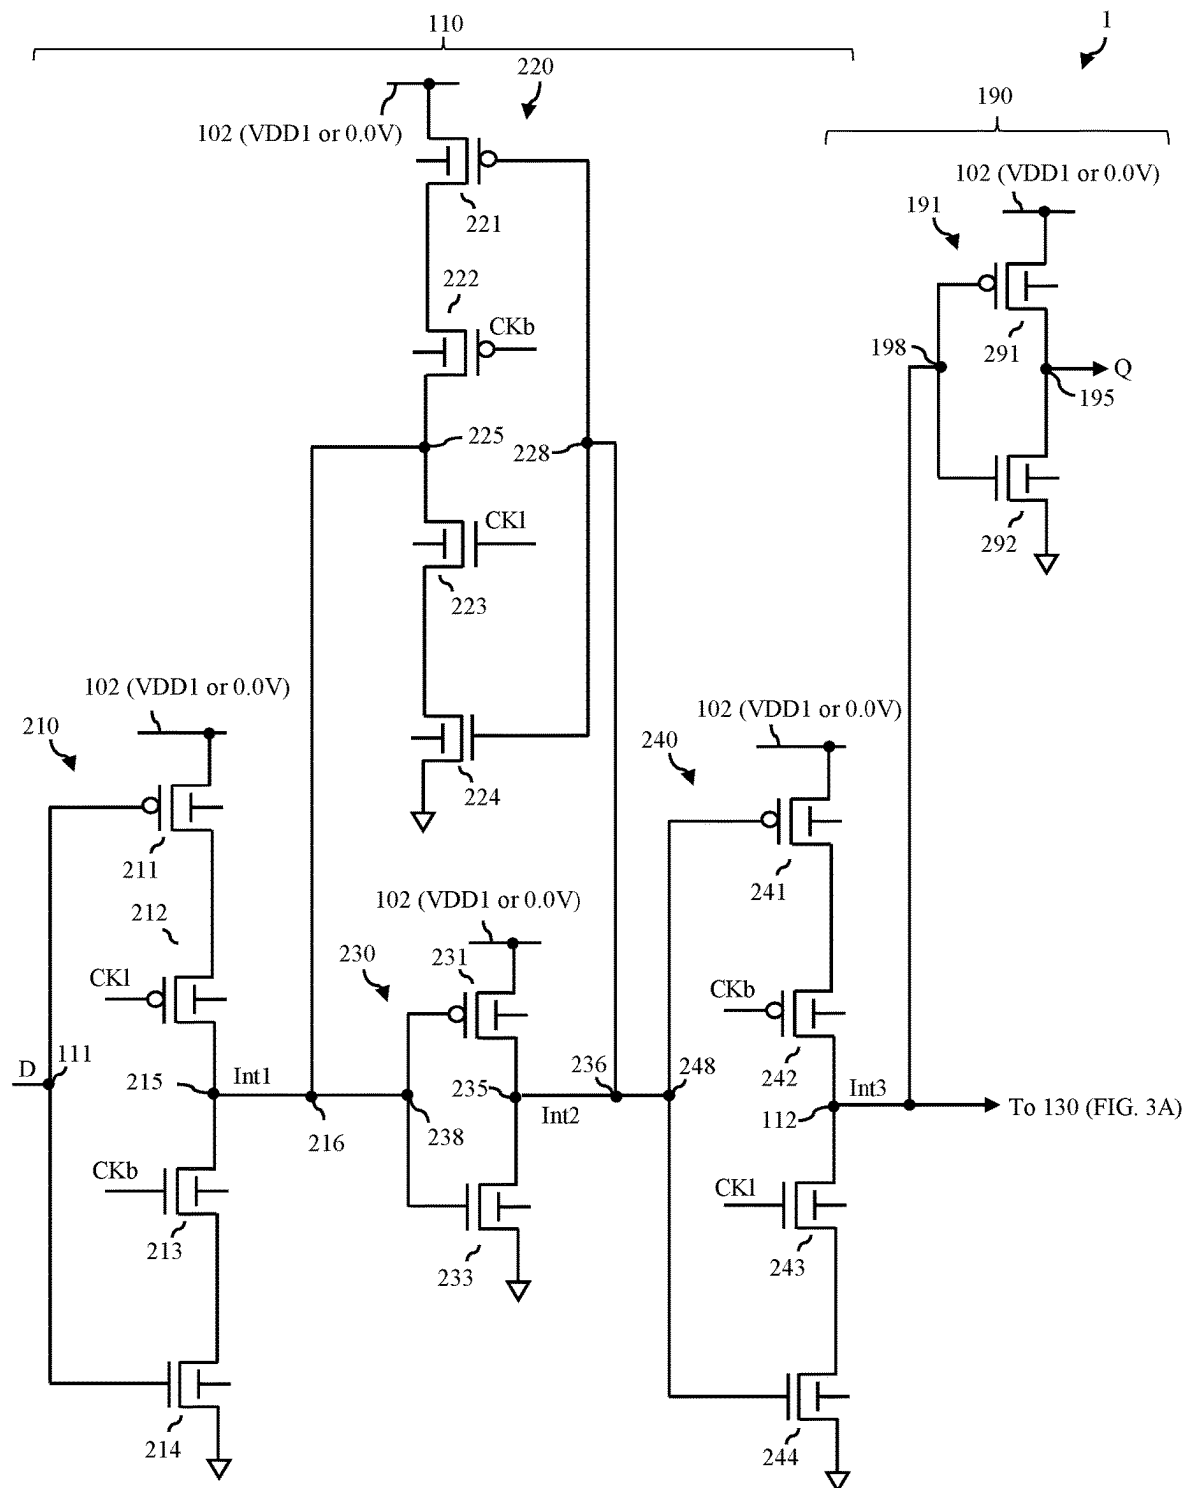 110
1
220
190
102 (VDD1 or 0.0V)
102 (VDD1 or 0.0V)
191
221
222
CKb
291
198
Q
195
225
228
CK1
292
223
102 (VDD1 or 0.0V)
102 (VDD1 or 0.0V)
210
240
224
211
241
102 (VDD1 or 0.0V)
212
230
231
CK1
CKb
D
111
215
Int1
242
236
248
235
Int3
216
238
Int2
112
To 130 (FIG. 3A)
CKb
CK1
213
233
243
214
244